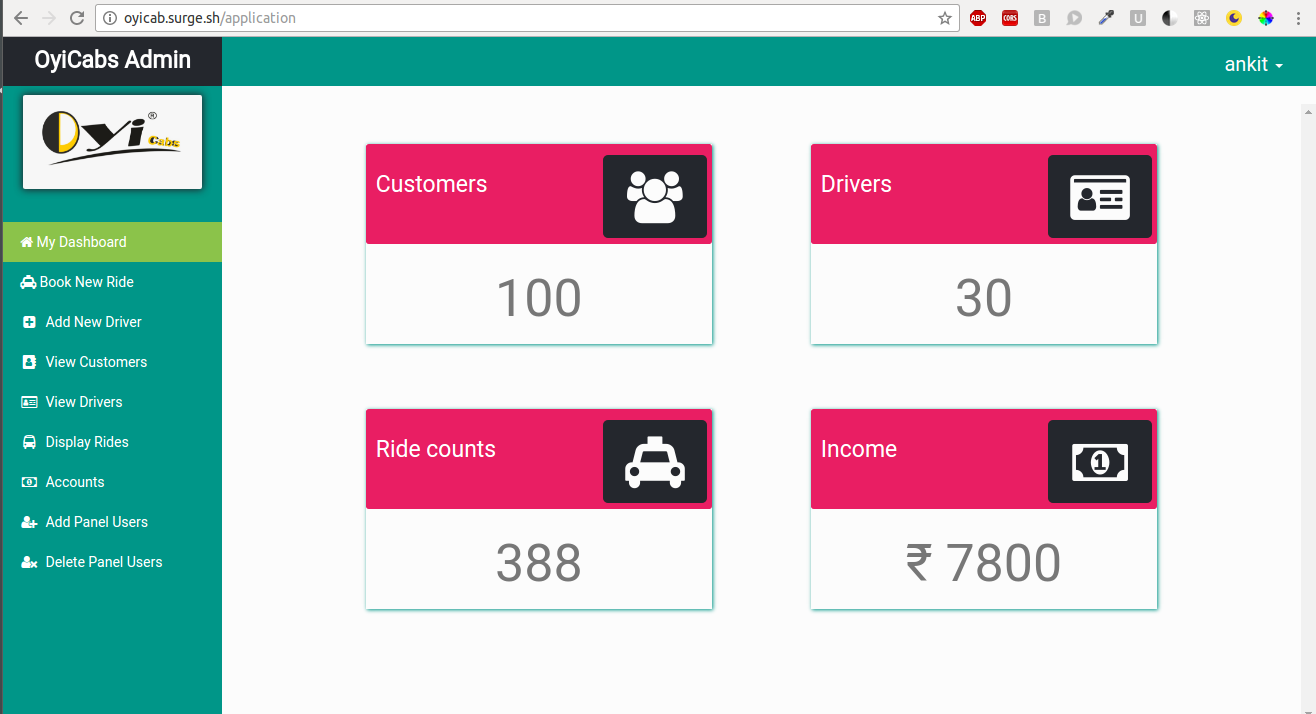 oyicab.surge.sh/application
ABP
CORS
B
U
OyiCabs Admin
ankit
Oyi® Cabs
My Dashboard
Book New Ride
Add New Driver
View Customers
View Drivers
Display Rides
Accounts
Add Panel Users
Delete Panel Users
Customers
100
Drivers
30
Ride counts
388
Income
1
₹ 7800